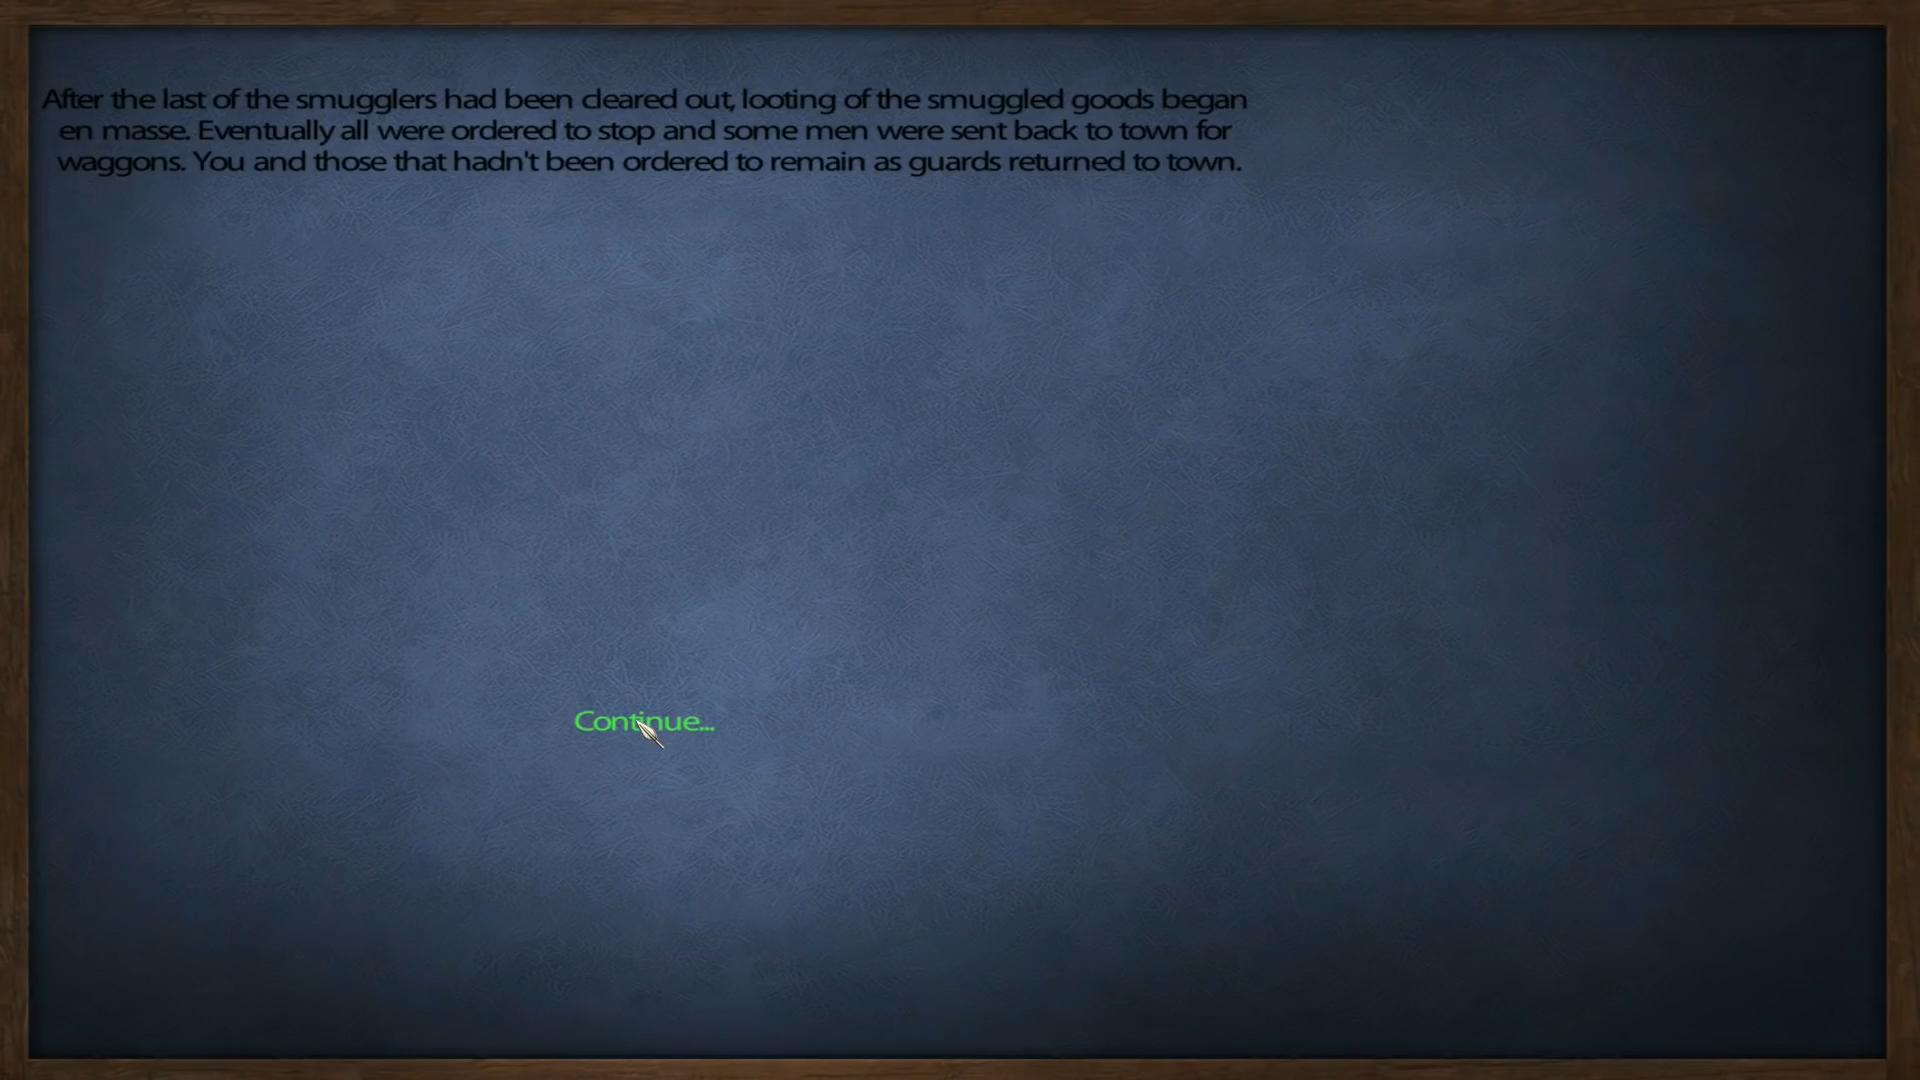 After the last of the smugglers had been cleared out, looting of the smuggled goods began
en masse. Eventually all were ordered to stop and some men were sent back to town for
waggons. You and those that hadn't been ordered to remain as guards returned to town.
Continue...